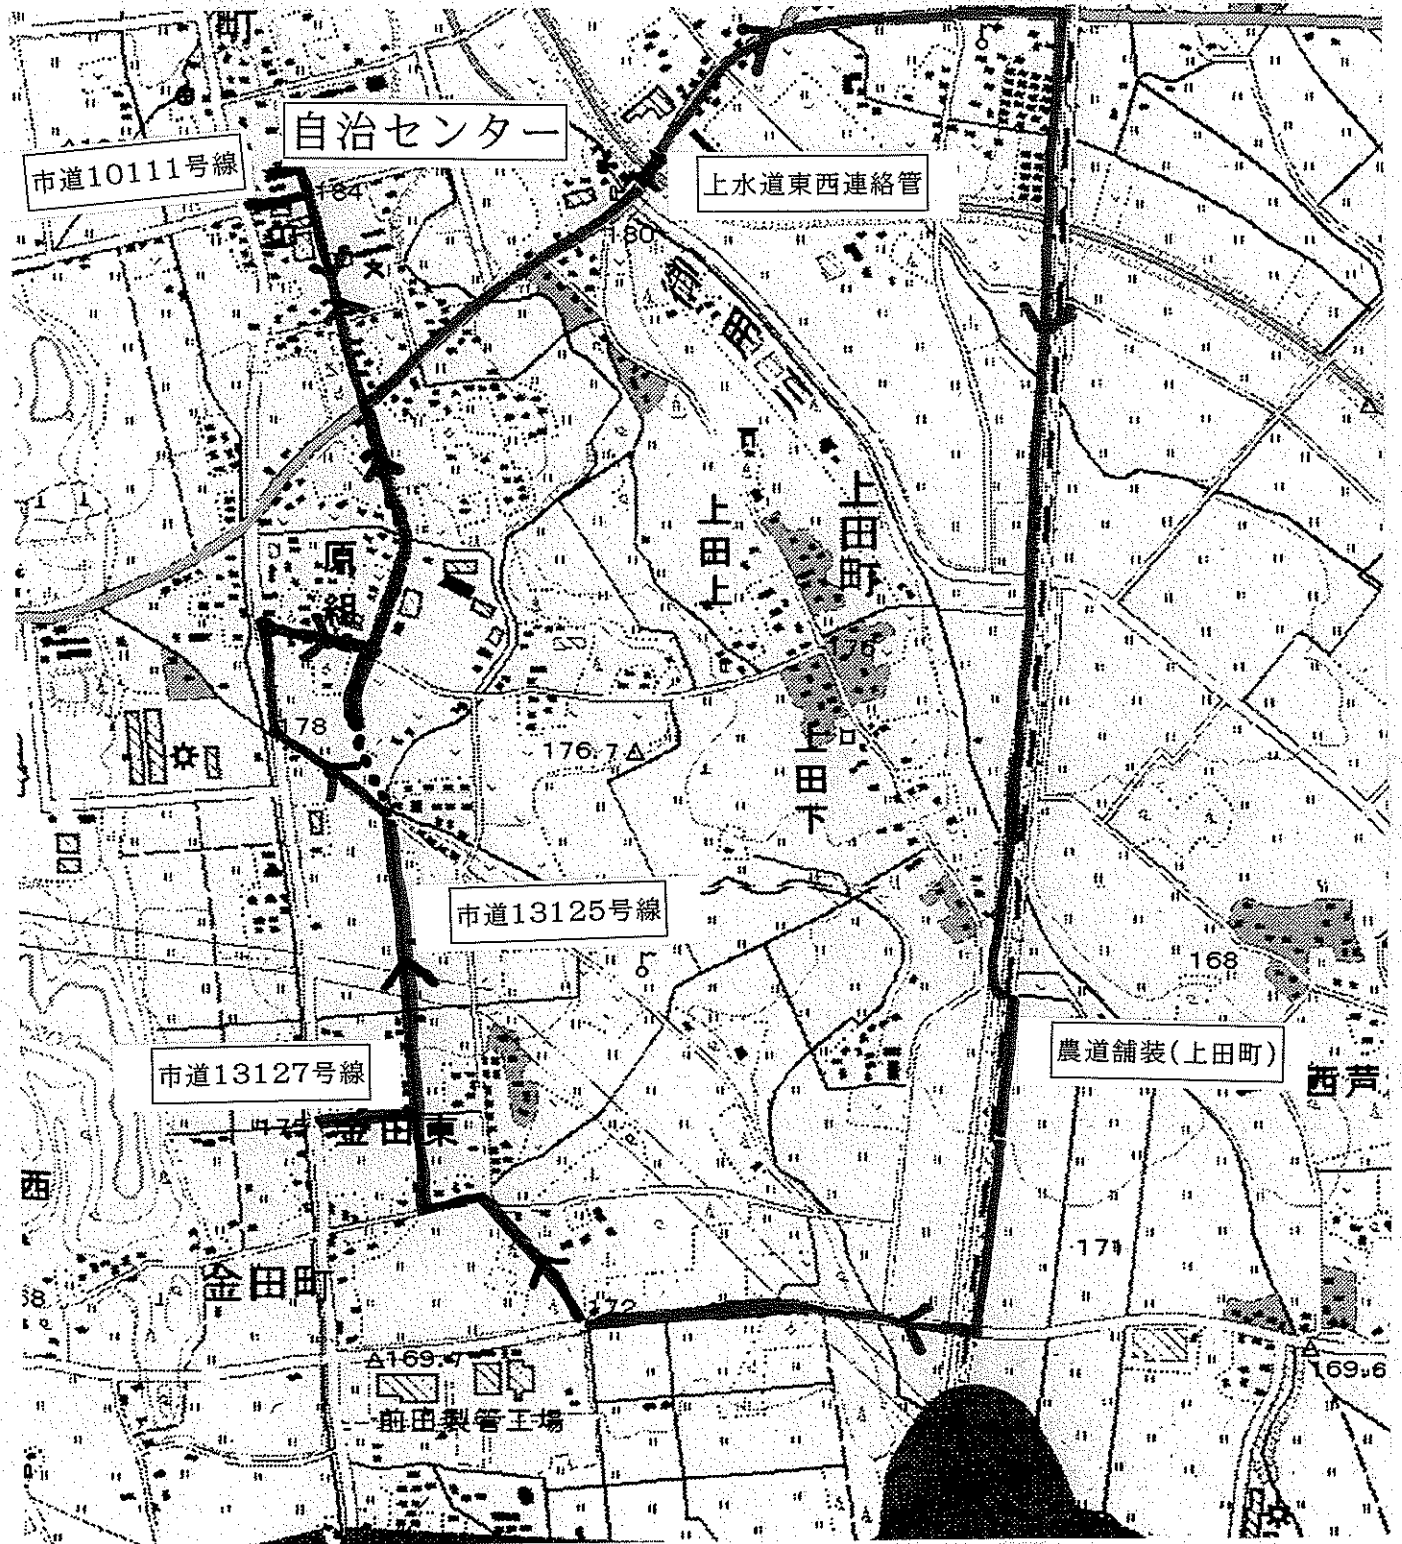 町
自治センター
市道10111号線
184
上水道東西連絡管
180
上田町
上田上
原組
176
178
176.7
上田下
市道13125号線
168
農道舗装(上田町)
西芦
市道13127号線
金田東
西
171
金田町
172
169.7
169.6
前田製管工場